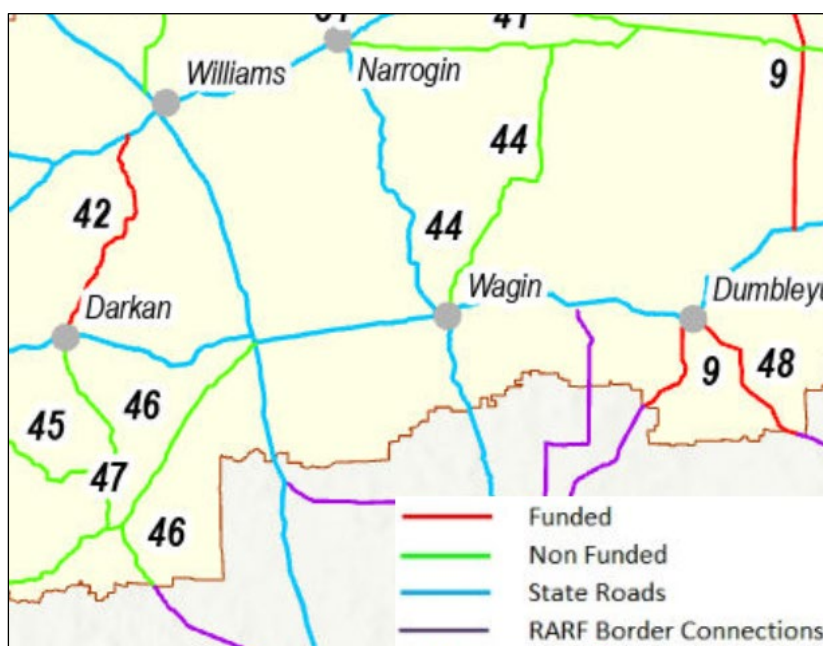 41
Williams
Narrogin
9
44
42
44
Wagin
Darkan
Dumbleyu
9
48
46
45
47
46
Funded
Non Funded
State Roads
RARF Border Connections